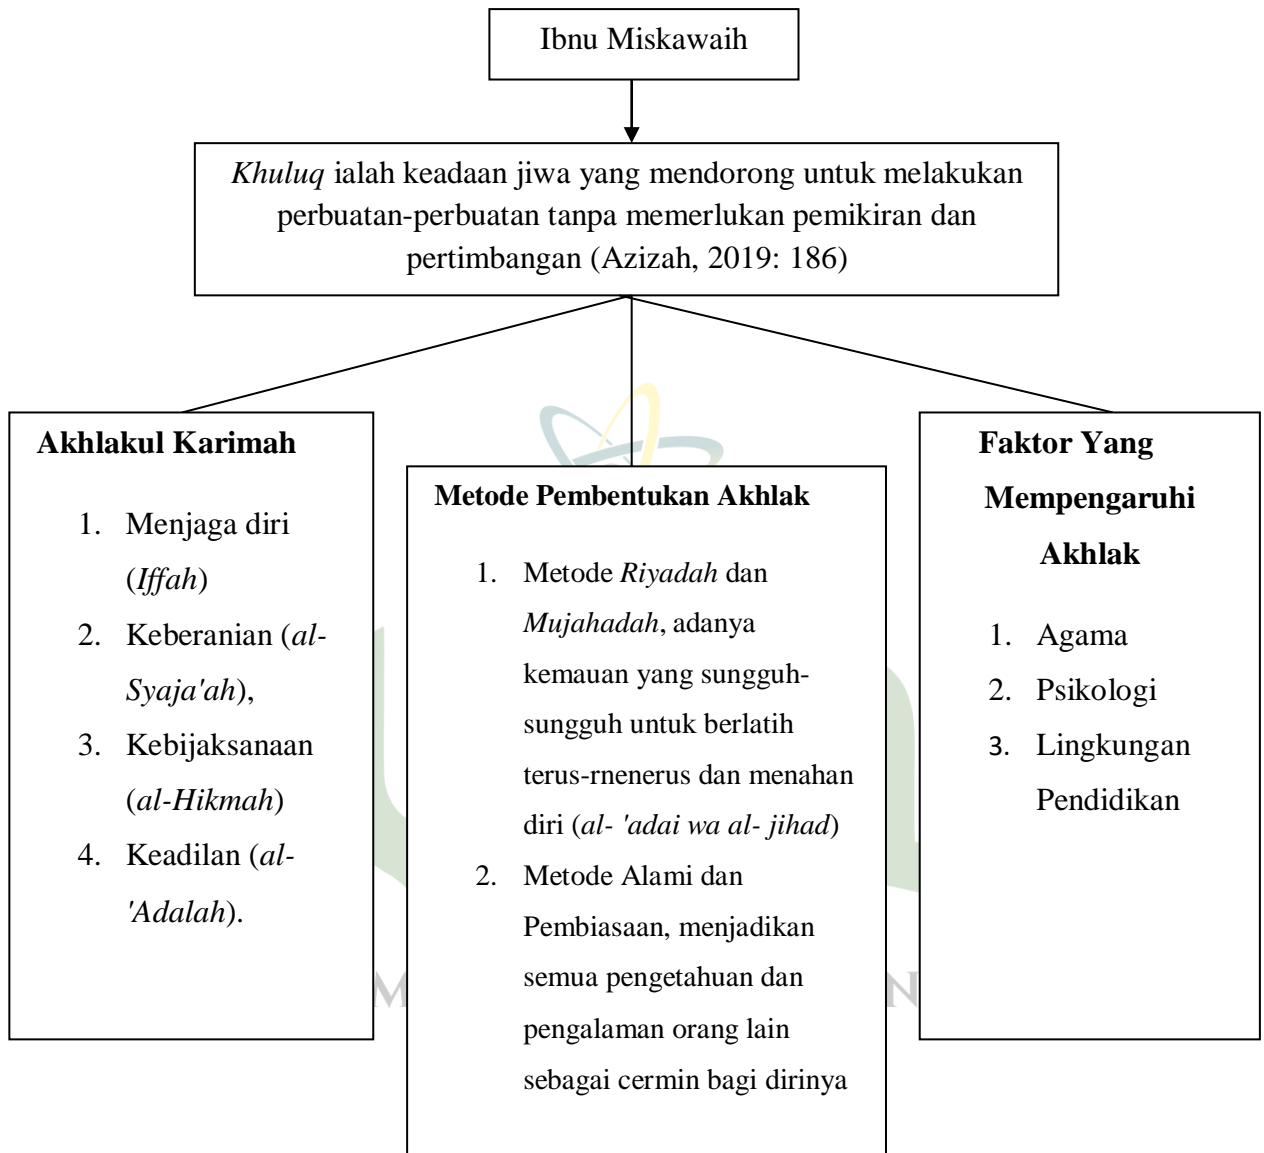 Ibnu Miskawaih
Khuluq ialah keadaan jiwa yang mendorong untuk melakukan
perbuatan-perbuatan tanpa memerlukan pemikiran dan
pertimbangan (Azizah, 2019: 186)
Akhlakul Karimah
1. Menjaga diri
(Iffah)
2. Keberanian (al-
Syaja'ah),
3. Kebijaksanaan
(al-Hikmah)
4. Keadilan (al-
'Adalah).
Metode Pembentukan Akhlak
1. Metode Riyadah dan
Mujahadah, adanya
kemauan yang sungguh-
sungguh untuk berlatih
terus-rnenerus dan menahan
diri (al- 'adai wa al- jihad)
2. Metode Alami dan
Pembiasaan, menjadikan
semua pengetahuan dan
pengalaman orang lain
sebagai cermin bagi dirinya
Faktor Yang
Mempengaruhi
Akhlak
1. Agama
2. Psikologi
3. Lingkungan
Pendidikan